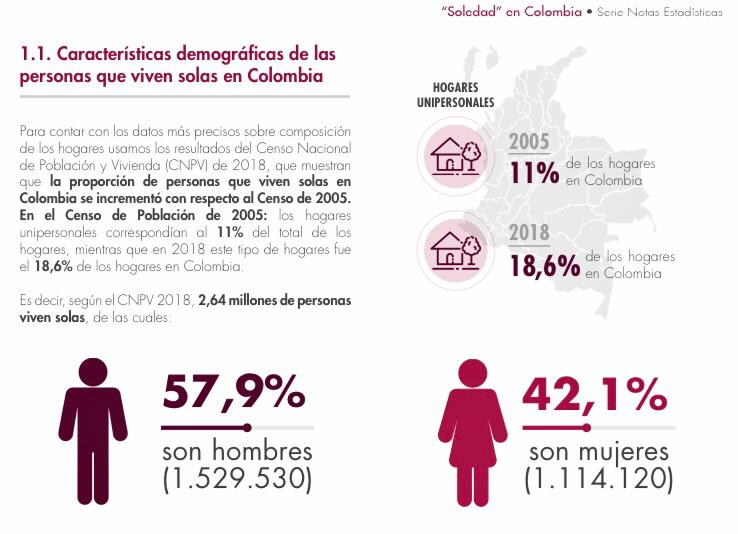 “Soledad” en Colombia • Serie Notas Estadísticas
1.1. Características demográficas de las
personas que viven solas en Colombia
Para contar con los datos más precisos sobre composición
de los hogares usamos los resultados del Censo Nacional
de Población y Vivienda (CNPV) de 2018, que muestran
que la proporción de personas que viven solas en
Colombia se incrementó con respecto al Censo de 2005.
En el Censo de Población de 2005: los hogares
unipersonales correspondían al 11% del total de los
hogares, mientras que en 2018 este tipo de hogares fue
el 18,6% de los hogares en Colombia.
Es decir, según el CNPV 2018, 2,64 millones de personas
viven solas, de las cuales:
HOGARES
UNIPERSONALES
2005
11% de los hogares
en Colombia
2018
18,6% de los hogares
en Colombia
57,9%
son hombres
(1.529.530)
42,1%
son mujeres
(1.114.120)